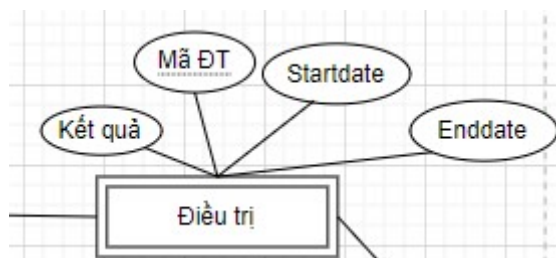 Mã ĐT
Startdate
Kết quả
Enddate
Điều trị